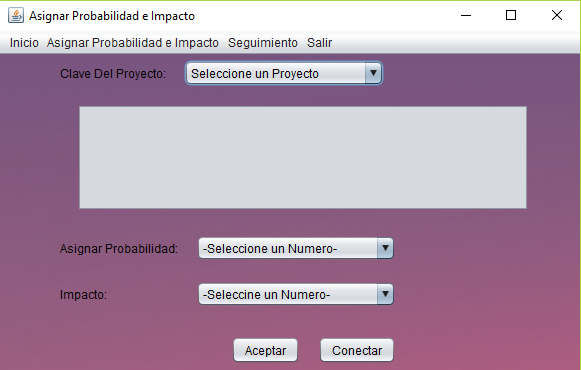 Asignar Probabilidad e Impacto
Inicio Asignar Probabilidad e Impacto Seguimiento Salir
Clave Del Proyecto: Seleccione un Proyecto
Asignar Probabilidad: -Seleccione un Numero-
Impacto: -Seleccine un Numero-
Aceptar Conectar